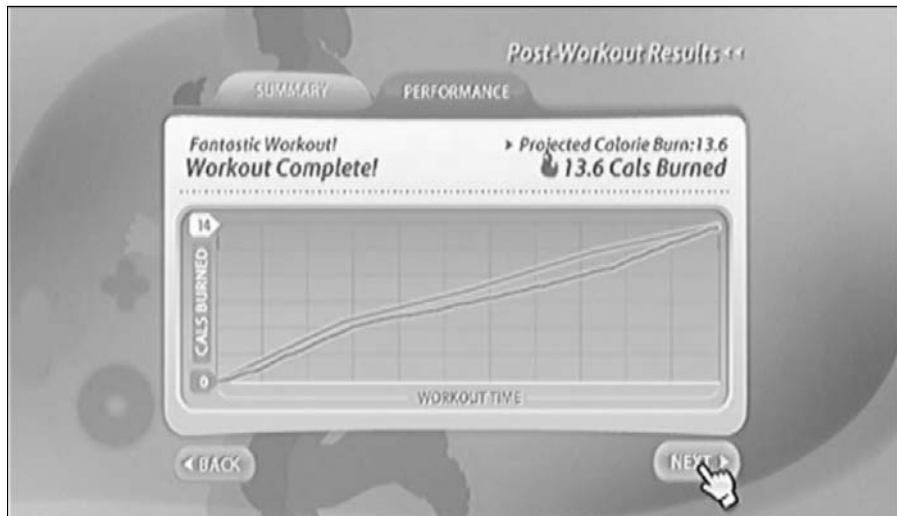 Post-Workout Results <<
SUMMARY
PERFORMANCE
Fantastic Workout!
Projected Calorie Burn:13.6
Workout Complete!
13.6 Cals Burned
14
CALS BURNED
0
WORKOUT TIME
BACK
NEXT